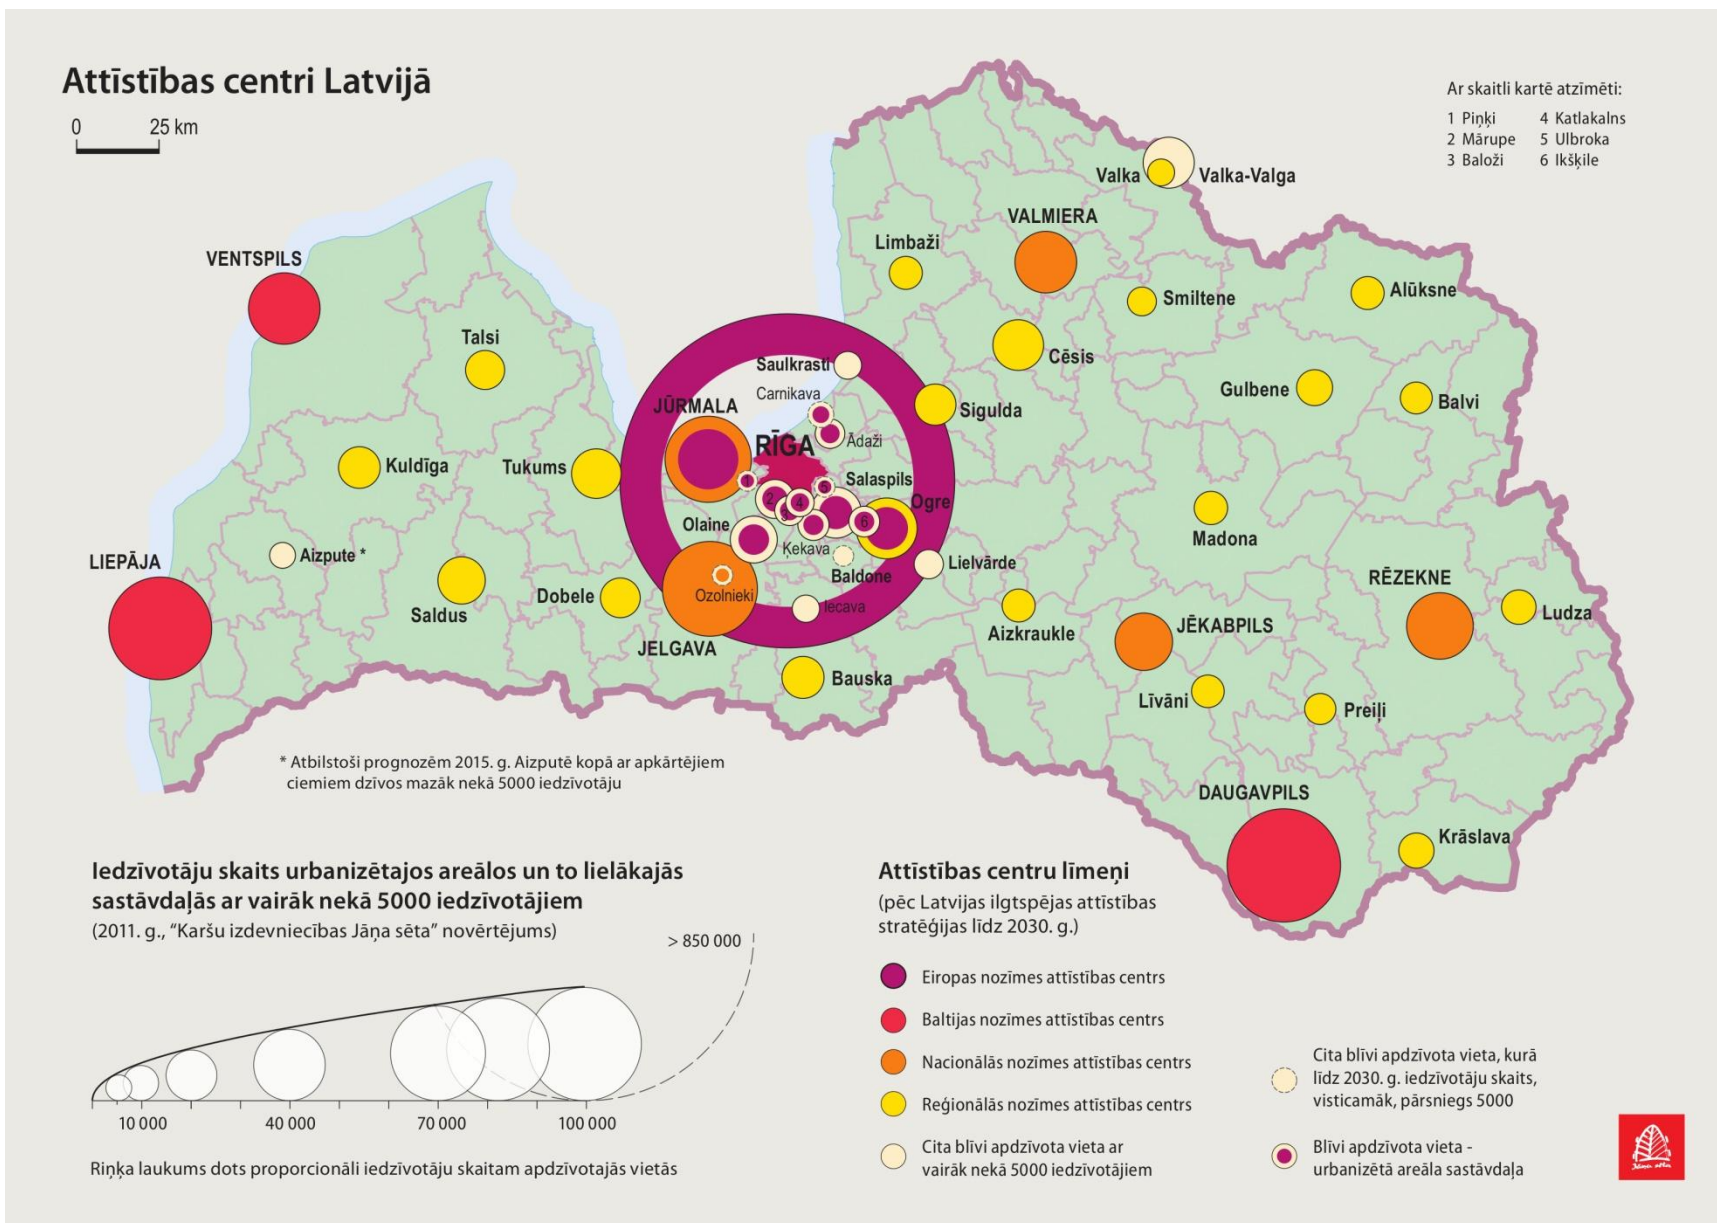 Attīstības centri Latvijā
0 25 km
Ar skaitli kartē atzīmēti:
1 Piņķi 4 Katlakalns
2 Mārupe 5 Ulbroka
3 Baloži 6 Ikšķile
Valka
Valka-Valga
VALMIERA
Limbaži
VENTSPILS
Smiltene
Alūksne
Talsi
Cēsis
Saulkrasti
Carnikava
Gulbene
Balvi
JŪRMALA
Sigulda
RĪGA
Ādaži
Kuldīga
Tukums
Salaspils
1
5
2
4
3
6
Ogre
Olaine
Madona
Ķekava
Aizpute *
LIEPĀJA
Lielvārde
Baldone
RĒZEKNE
Dobele
Ozolnieki
Iecava
Saldus
Ludza
Aizkraukle
JĒKABPILS
JELGAVA
Bauska
Līvāni
Preiļi
* Atbilstoši prognozēm 2015. g. Aizputē kopā ar apkārtējiem
ciemiem dzīvos mazāk nekā 5000 iedzīvotāju
DAUGAVPILS
Krāslava
Iedzīvotāju skaits urbanizētajos areālos un to lielākajās
sastāvdaļās ar vairāk nekā 5000 iedzīvotājiem
(2011. g., “Karšu izdevniecības Jāņa sēta” novērtējums)
> 850 000
10 000 40 000 70 000 100 000
Riņķa laukums dots proporcionāli iedzīvotāju skaitam apdzīvotajās vietās
Attīstības centru līmeņi
(pēc Latvijas ilgtspējas attīstības
stratēģijas līdz 2030. g.)
Eiropas nozīmes attīstības centrs
Baltijas nozīmes attīstības centrs
Nacionālās nozīmes attīstības centrs
Reģionālās nozīmes attīstības centrs
Cita blīvi apdzīvota vieta ar
vairāk nekā 5000 iedzīvotājiem
Cita blīvi apdzīvota vieta, kurā
līdz 2030. g. iedzīvotāju skaits,
visticamāk, pārsniegs 5000
Blīvi apdzīvota vieta -
urbanizētā areāla sastāvdaļa